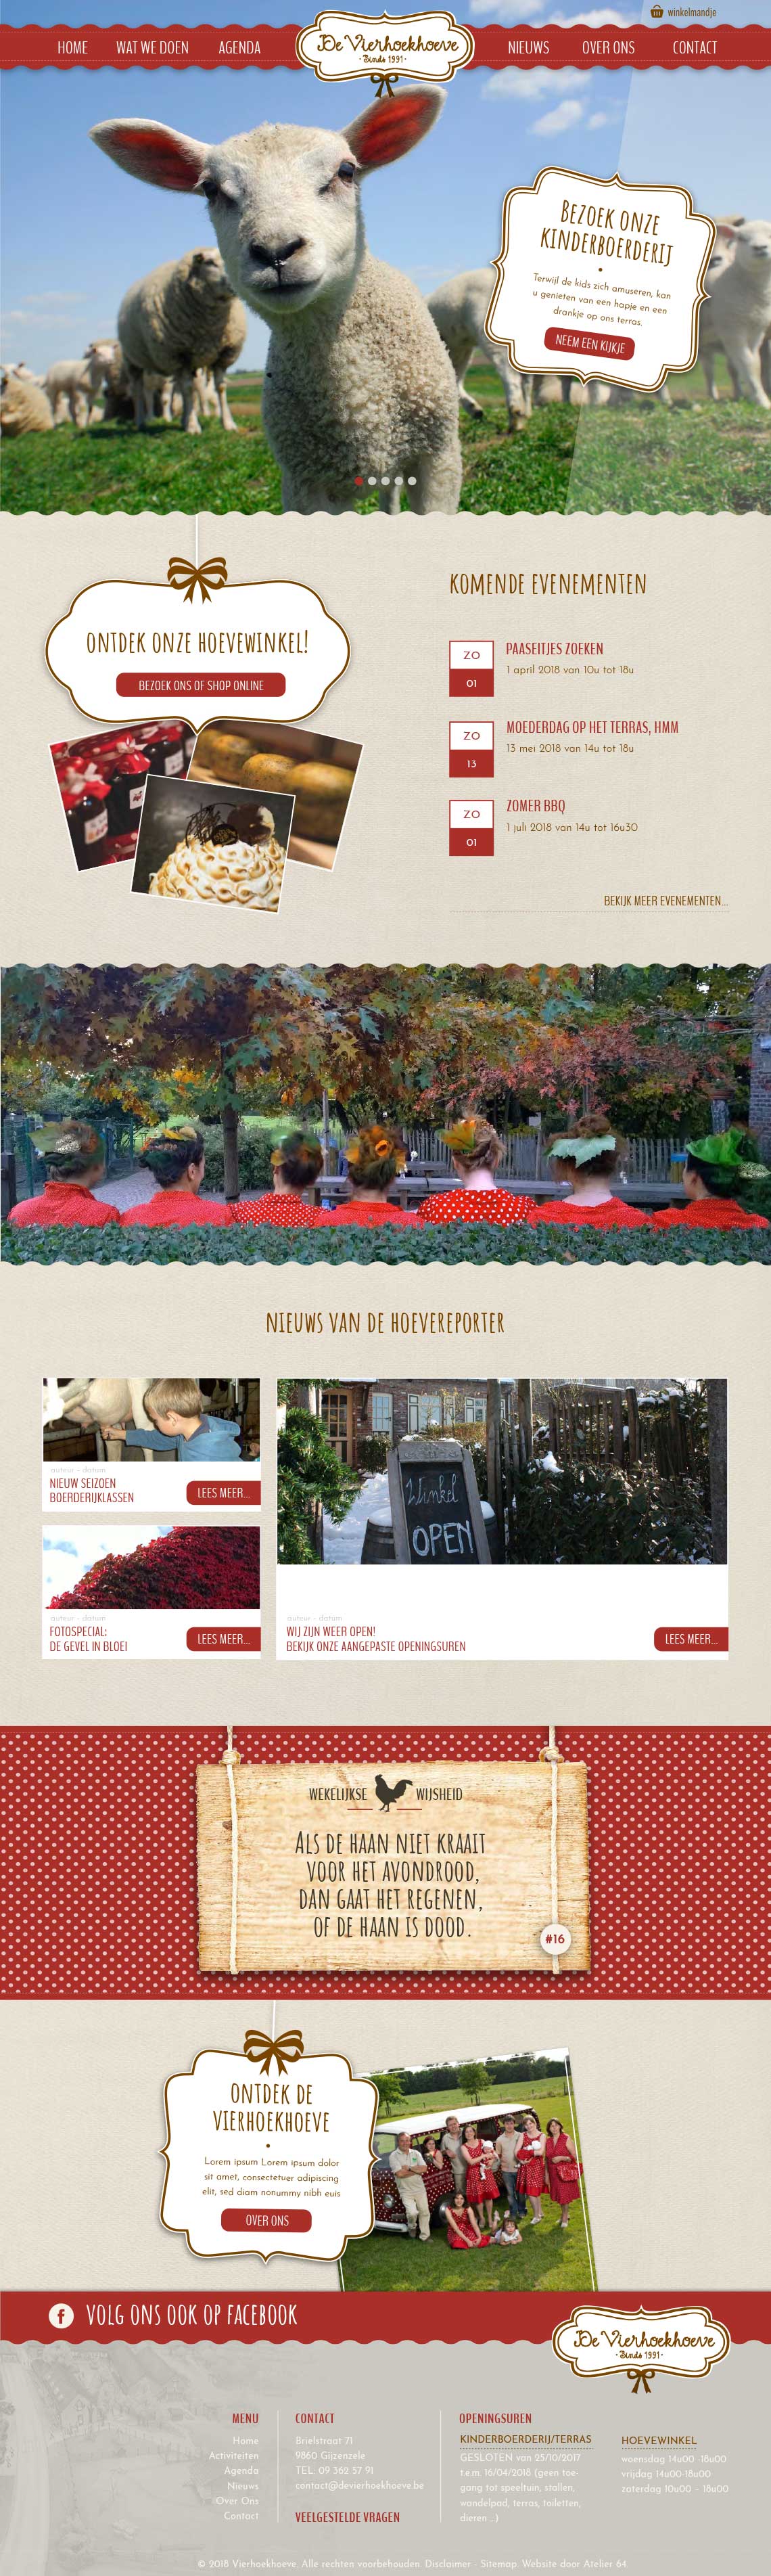 winkelmandje
HOME
WAT WE DOEN
AGENDA
De Vierhoekhoeve
· Sinds 1991 ·
NIEUWS
OVER ONS
CONTACT
BEZOEK ONZE
KINDERBOERDERIJ
Terwijl de kids zich amuseren, kan
u genieten van een hapje en een
drankje op ons terras.
NEEM EEN KIJKJE
ONTDEK ONZE HOEVEWINKEL!
BEZOEK ONS OF SHOP ONLINE
KOMENDE EVENEMENTEN
ZO
01
PAASEITJES ZOEKEN
1 april 2018 van 10u tot 18u
ZO
13
MOEDERDAG OP HET TERRAS, HMM
13 mei 2018 van 14u tot 18u
ZO
01
ZOMER BBQ
1 juli 2018 van 14u tot 16u30
BEKIJK MEER EVENEMENTEN...
NIEUWS VAN DE HOEVEREPORTER
auteur - datum
NIEUW SEIZOEN
BOERDERIJKLASSEN
LEES MEER...
auteur - datum
FOTOSPECIAL:
DE GEVEL IN BLOEI
LEES MEER...
Winkel
OPEN
auteur - datum
WIJ ZIJN WEER OPEN!
BEKIJK ONZE AANGEPASTE OPENINGSUREN
LEES MEER...
WEKELIJKSE WIJSHEID
ALS DE HAAN NIET KRAAIT
VOOR HET AVONDROOD,
DAN GAAT HET REGENEN,
OF DE HAAN IS DOOD.
#16
ONTDEK DE
VIERHOEKHOEVE
Lorem ipsum Lorem ipsum dolor
sit amet, consectetuer adipiscing
elit, sed diam nonummy nibh euis
OVER ONS
VOLG ONS OOK OP FACEBOOK
De Vierhoekhoeve
· Sinds 1991 ·
MENU
Home
Activiteiten
Agenda
Nieuws
Over Ons
Contact
CONTACT
Brielstraat 71
9860 Gijzenzele
TEL. 09 362 57 91
contact@devierhoekhoeve.be
VEELGESTELDE VRAGEN
OPENINGSUREN
KINDERBOERDERIJ/TERRAS
GESLOTEN van 25/10/2017
t.e.m. 16/04/2018 (geen toe-
gang tot speeltuin, stallen,
wandelpad, terras, toiletten,
dieren ...)
HOEVEWINKEL
woensdag 14u00 -18u00
vrijdag 14u00-18u00
zaterdag 10u00 - 18u00
© 2018 Vierhoekhoeve. Alle rechten voorbehouden. Disclaimer - Sitemap. Website door Atelier 64.